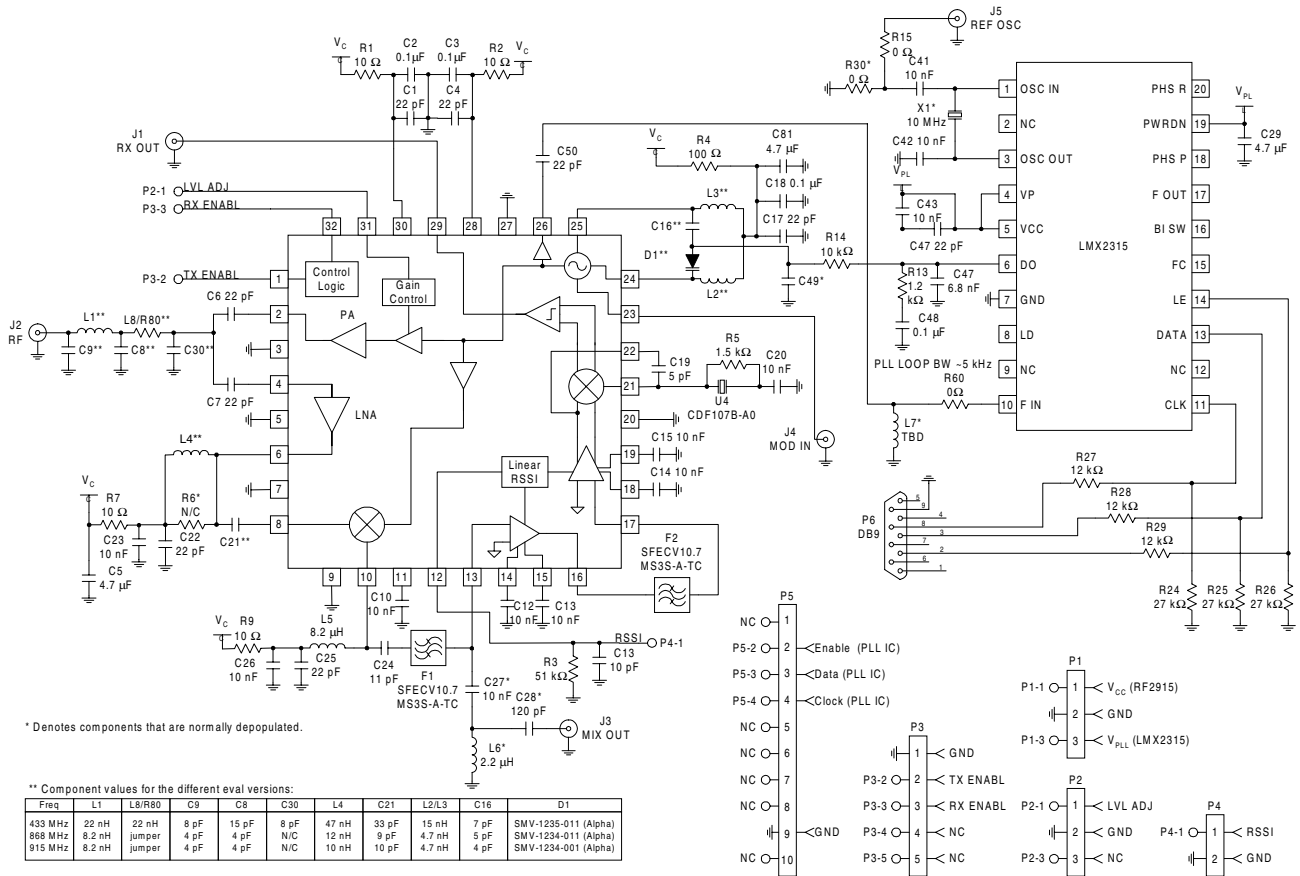 J5
REF OSC
R15
0 Ω
R30*
0 Ω
C41
10 nF
X1*
10 MHz
C42 10 nF
V_PL
C43
10 nF
C47 22 pF
1 OSC IN
2 NC
3 OSC OUT
4 VP
5 VCC
6 DO
7 GND
8 LD
9 NC
10 F IN
LMX2315
PHS R 20
PWRDN 19
PHS P 18
F OUT 17
BI SW 16
FC 15
LE 14
DATA 13
NC 12
CLK 11
V_PL
C29
4.7 µF
V_C
R1
10 Ω
C2
0.1µF
C3
0.1µF
R2
10 Ω
V_C
C1
22 pF
C4
22 pF
J1
RX OUT
P2-1 LVL ADJ
P3-3 RX ENABL
P3-2 TX ENABL
C50
22 pF
V_C
R4
100 Ω
C81
4.7 µF
C18 0.1 µF
C17 22 pF
L3**
C16**
D1**
L2**
C49*
R14
10 kΩ
R13
1.2
kΩ
C47
6.8 nF
C48
0.1 µF
PLL LOOP BW ~5 kHz
R60
0Ω
L7*
TBD
32
31
30
29
28
27
26
25
1
2
3
4
5
6
7
8
24
23
22
21
20
19
18
17
9
10
11
12
13
14
15
16
Control
Logic
Gain
Control
PA
LNA
Linear
RSSI
J2
RF
L1**
L8/R80**
C9**
C8**
C30**
C6 22 pF
C7 22 pF
L4**
V_C
R7
10 Ω
R6*
N/C
C23
10 nF
C22
22 pF
C21**
C5
4.7 µF
C19
5 pF
R5
1.5 kΩ
C20
10 nF
U4
CDF107B-A0
C15 10 nF
C14 10 nF
J4
MOD IN
F2
SFECV10.7
MS3S-A-TC
C10
10 nF
C12
10 nF
C13
10 nF
V_C
R9
10 Ω
L5
8.2 µH
C26
10 nF
C25
22 pF
C24
11 pF
F1
SFECV10.7
MS3S-A-TC
RSSI P4-1
R3
51 kΩ
C13
10 pF
C27*
10 nF
C28*
120 pF
J3
MIX OUT
L6*
2.2 µH
R27
12 kΩ
R28
12 kΩ
R29
12 kΩ
P6
DB9
5
9
4
8
3
7
2
6
1
R24
27 kΩ
R25
27 kΩ
R26
27 kΩ
P5
NC 1
P5-2 2 Enable (PLL IC)
P5-3 3 Data (PLL IC)
P5-4 4 Clock (PLL IC)
NC 5
NC 6
NC 7
NC 8
9 GND
NC 10
P3
1 GND
P3-2 2 TX ENABL
P3-3 3 RX ENABL
P3-4 4 NC
P3-5 5 NC
P1
P1-1 1 V_CC (RF2915)
2 GND
P1-3 3 V_PLL (LMX2315)
P2
P2-1 1 LVL ADJ
2 GND
P2-3 3 NC
P4
P4-1 1 RSSI
2 GND
* Denotes components that are normally depopulated.
** Component values for the different eval versions:
Freq L1 L8/R80 C9 C8 C30 L4 C21 L2/L3 C16 D1
433 MHz 22 nH 22 nH 8 pF 15 pF 8 pF 47 nH 33 pF 15 nH 7 pF SMV-1235-011 (Alpha)
868 MHz 8.2 nH jumper 4 pF 4 pF N/C 12 nH 9 pF 4.7 nH 5 pF SMV-1234-011 (Alpha)
915 MHz 8.2 nH jumper 4 pF 4 pF N/C 10 nH 10 pF 4.7 nH 4 pF SMV-1234-001 (Alpha)